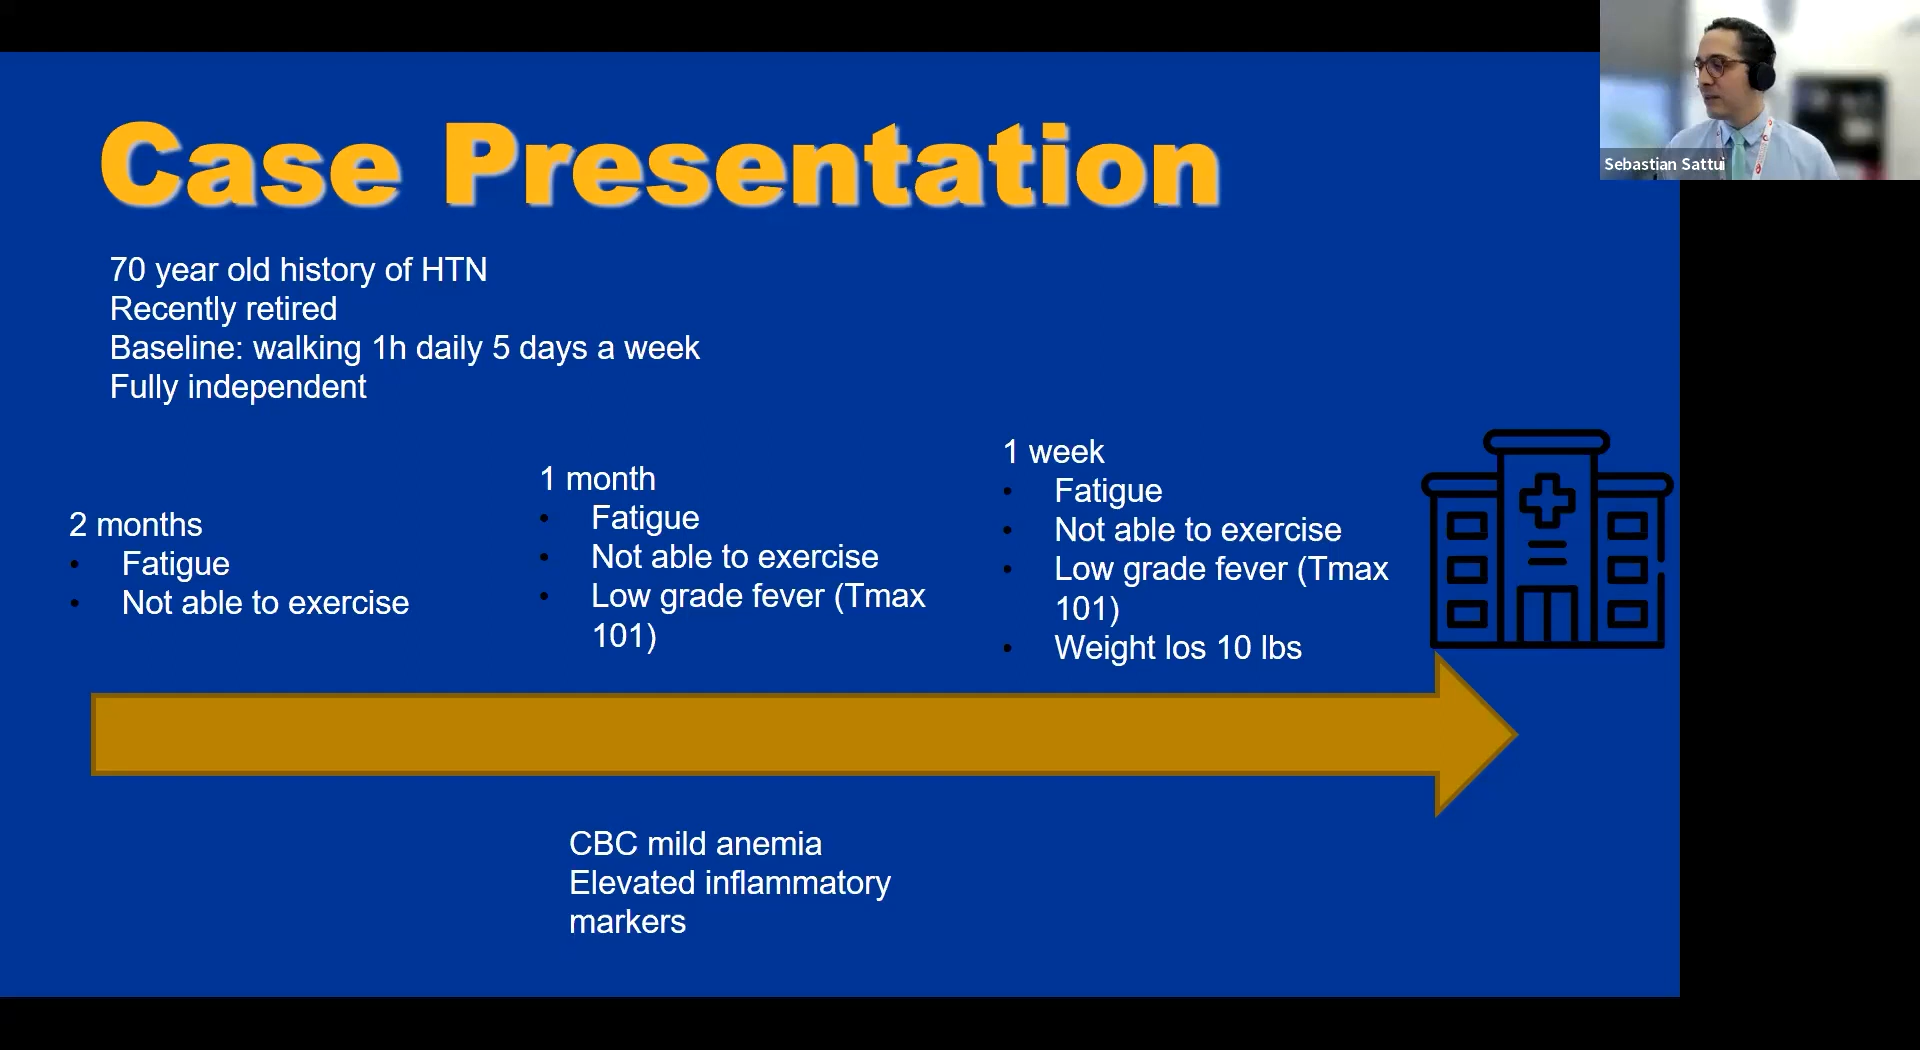 Case Presentation
Sebastian Sattui
70 year old history of HTN
Recently retired
Baseline: walking 1h daily 5 days a week
Fully independent
2 months
• Fatigue
• Not able to exercise
1 month
• Fatigue
• Not able to exercise
• Low grade fever (Tmax
101)
1 week
• Fatigue
• Not able to exercise
• Low grade fever (Tmax
101)
• Weight los 10 lbs
CBC mild anemia
Elevated inflammatory
markers